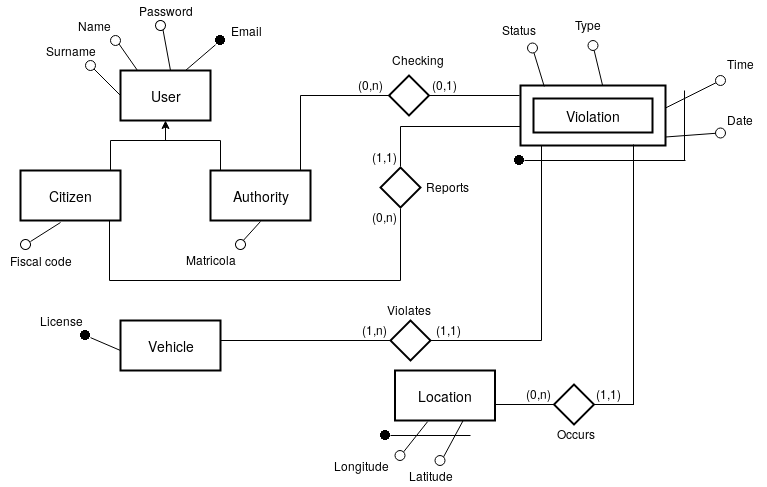 Password
Name
Email
Surname
Status
Type
User
Checking
Time
(0,n)
(0,1)
Violation
Date
(1,1)
Citizen
Authority
Reports
(0,n)
Fiscal code
Matricola
Violates
License
(1,n)
(1,1)
Vehicle
Location
(0,n)
(1,1)
Occurs
Longitude
Latitude